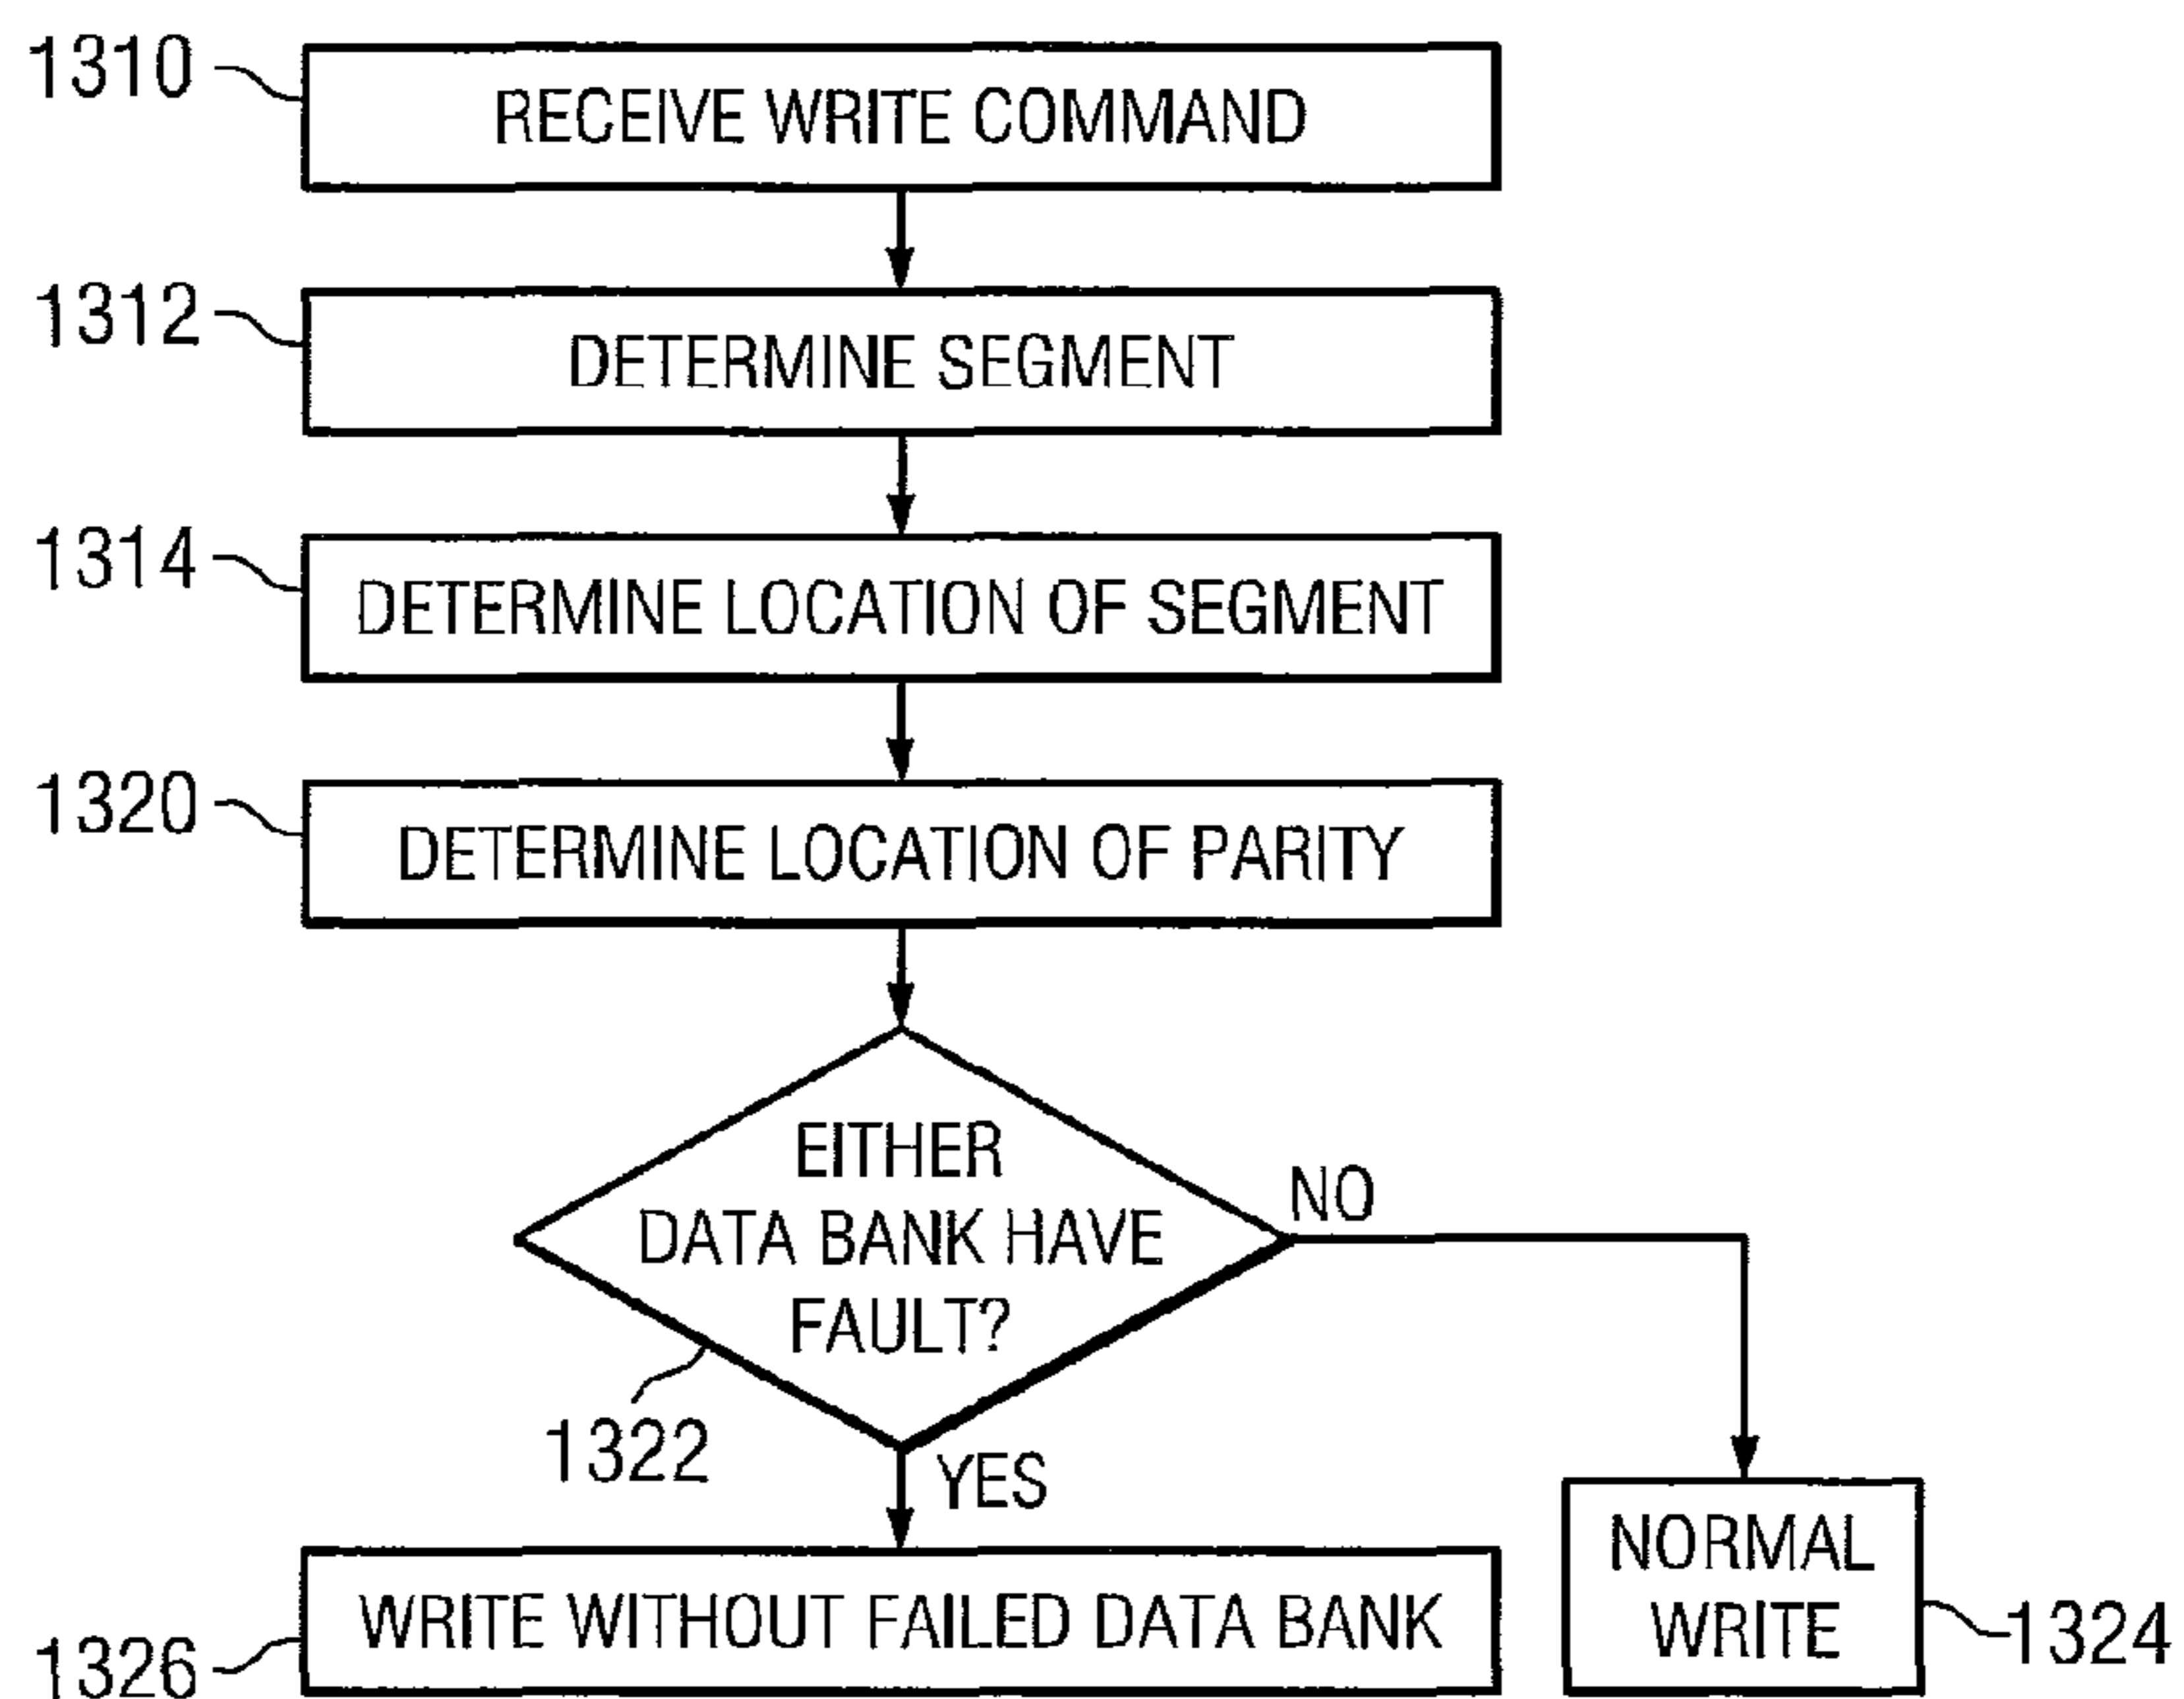 1310
RECEIVE WRITE COMMAND
1312
DETERMINE SEGMENT
1314
DETERMINE LOCATION OF SEGMENT
1320
DETERMINE LOCATION OF PARITY
EITHER
DATA BANK HAVE
FAULT?
NO
1322
YES
NORMAL
WRITE
1324
1326
WRITE WITHOUT FAILED DATA BANK